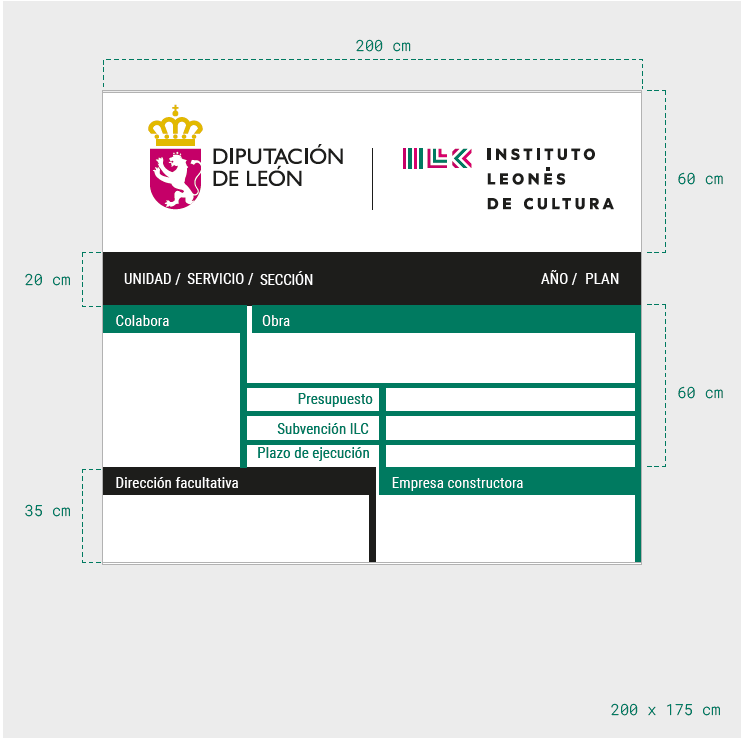 200 cm
DIPUTACIÓN
DE LEÓN
INSTITUTO
LEONÉS
DE CULTURA
60 cm
20 cm
UNIDAD / SERVICIO / SECCIÓN
AÑO / PLAN
Colabora
Obra
Presupuesto
60 cm
Subvención ILC
Plazo de ejecución
Dirección facultativa
Empresa constructora
35 cm
200 x 175 cm